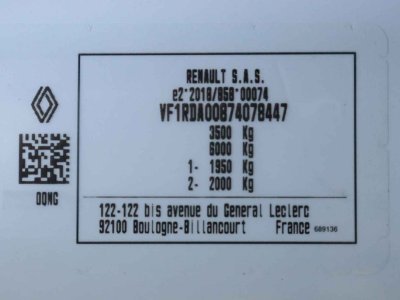 RENAULT S.A.S.
e2*2018/858*00074
VF1RDA00874078447
3500 Kg
6000 Kg
1- 1950 Kg
2- 2000 Kg
OQMG
122-122 bis avenue du General Leclerc
92100 Boulogne-Billancourt France 689136